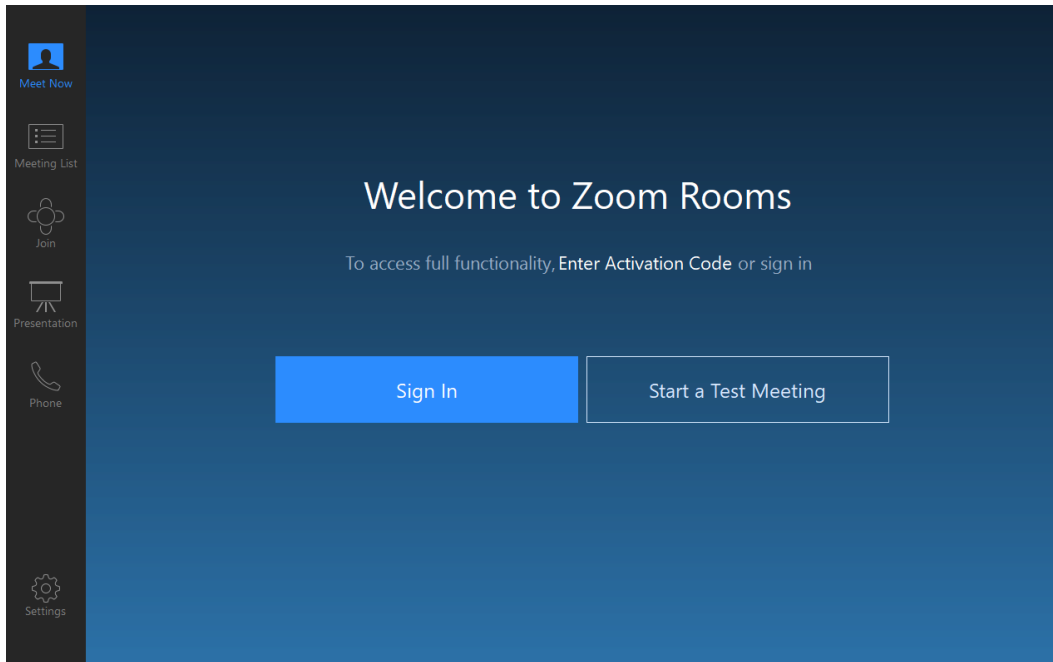 Meet Now
Meeting List
Join
Presentation
Phone
Settings
Welcome to Zoom Rooms
To access full functionality, Enter Activation Code or sign in
Sign In
Start a Test Meeting